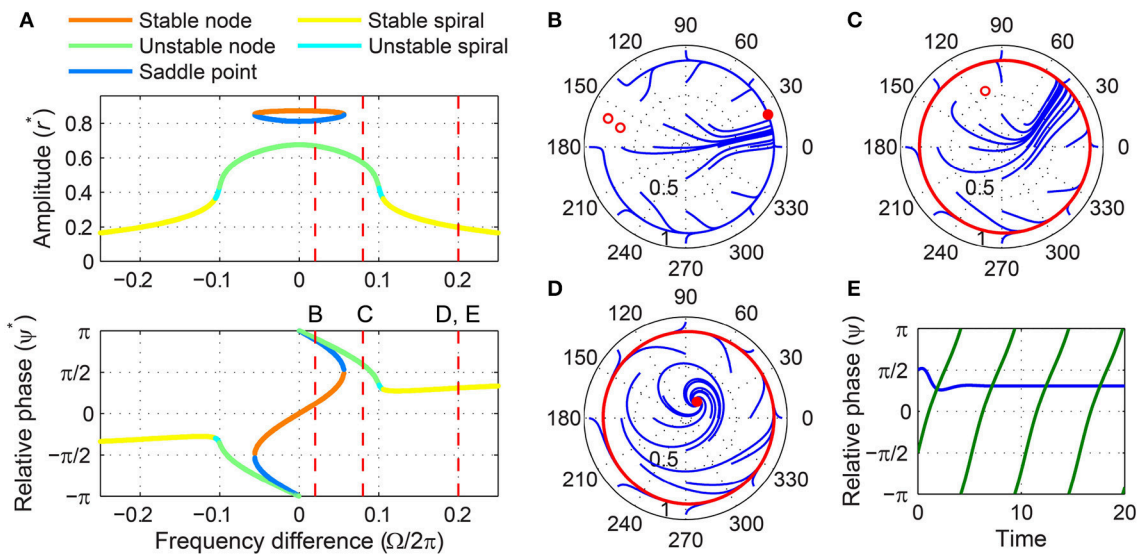 A
Stable node
Stable spiral
Unstable node
Unstable spiral
Saddle point
Amplitude (r*)
0.8
0.6
0.4
0.2
0
−0.2 −0.1 0 0.1 0.2
B C D, E
Relative phase (ψ*)
π
π/2
0
−π/2
−π
−0.2 −0.1 0 0.1 0.2
Frequency difference (Ω/2π)
B
90
120 60
150 30
180 0
0.5
210 330
1
240 300
270
C
90
120 60
150 30
180 0
0.5
210 330
1
240 300
270
D
90
120 60
150 30
180 0
0.5
210 330
1
240 300
270
E
Relative phase (ψ)
π
π/2
0
−π/2
−π
0 10 20
Time